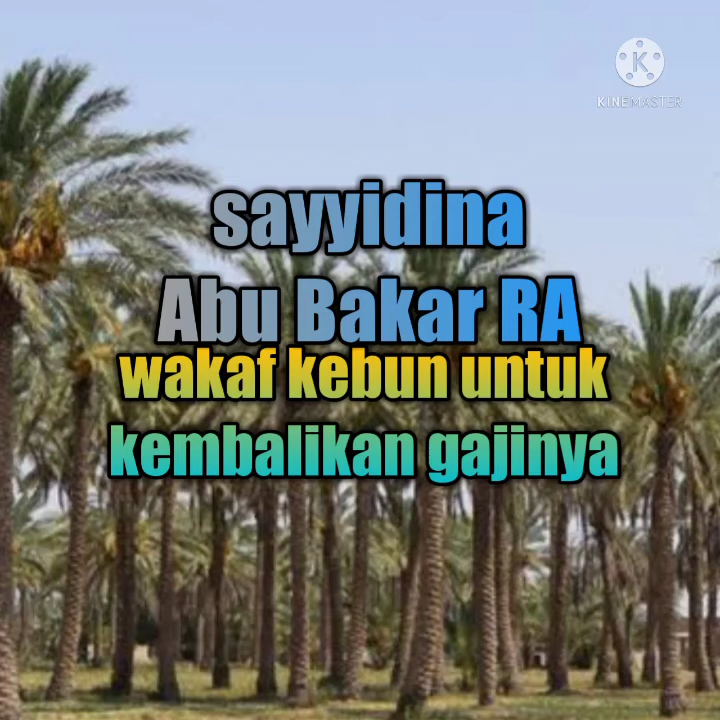 KINEMASTER
sayyidina
Abu Bakar RA
wakaf kebun untuk
kembalikan gajinya